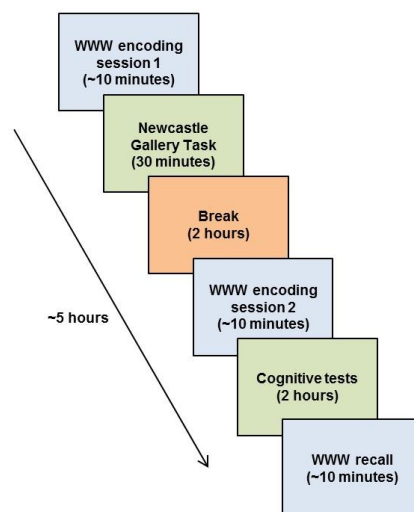 WWW encoding
session 1
(~10 minutes)
Newcastle
Gallery Task
(30 minutes)
Break
(2 hours)
WWW encoding
session 2
(~10 minutes)
~5 hours
Cognitive tests
(2 hours)
WWW recall
(~10 minutes)